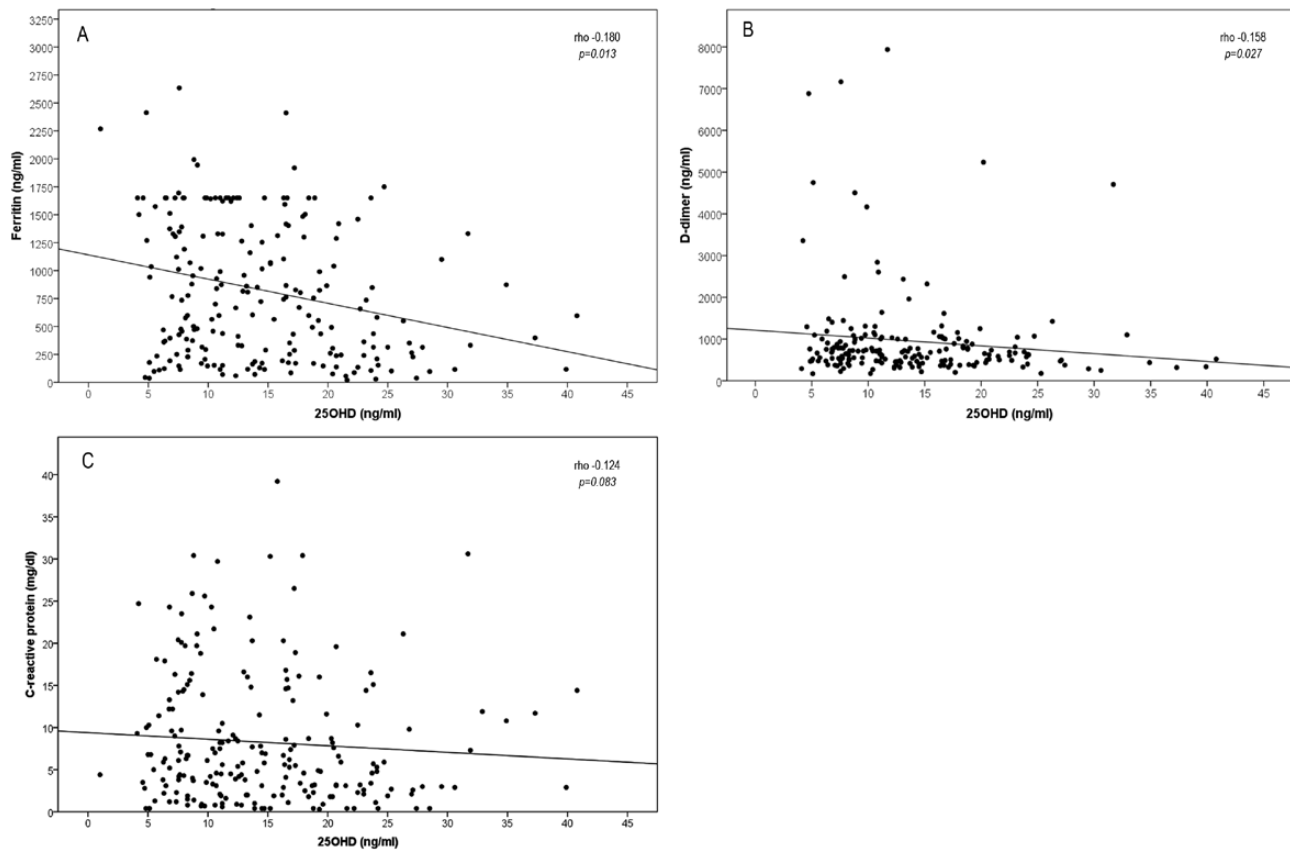 A
rho -0.180
p=0.013
3250
3000
2750
2500
2250
2000
1750
1500
1250
1000
750
500
250
0
Ferritin (ng/ml)
0 5 10 15 20 25 30 35 40 45
25OHD (ng/ml)
B
rho -0.158
p=0.027
8000
7000
6000
5000
4000
3000
2000
1000
0
D-dimer (ng/ml)
0 5 10 15 20 25 30 35 40 45
25OHD (ng/ml)
C
rho -0.124
p=0.083
40
35
30
25
20
15
10
5
0
C-reactive protein (mg/dl)
0 5 10 15 20 25 30 35 40 45
25OHD (ng/ml)